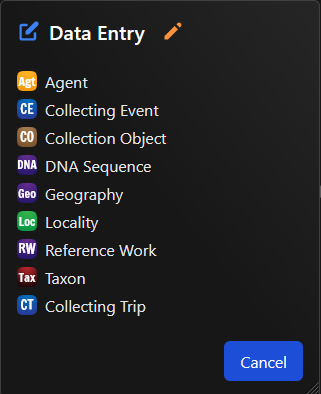 Data Entry
Agt Agent
CE Collecting Event
CO Collection Object
DNA DNA Sequence
Geo Geography
Loc Locality
RW Reference Work
Tax Taxon
CT Collecting Trip
Cancel